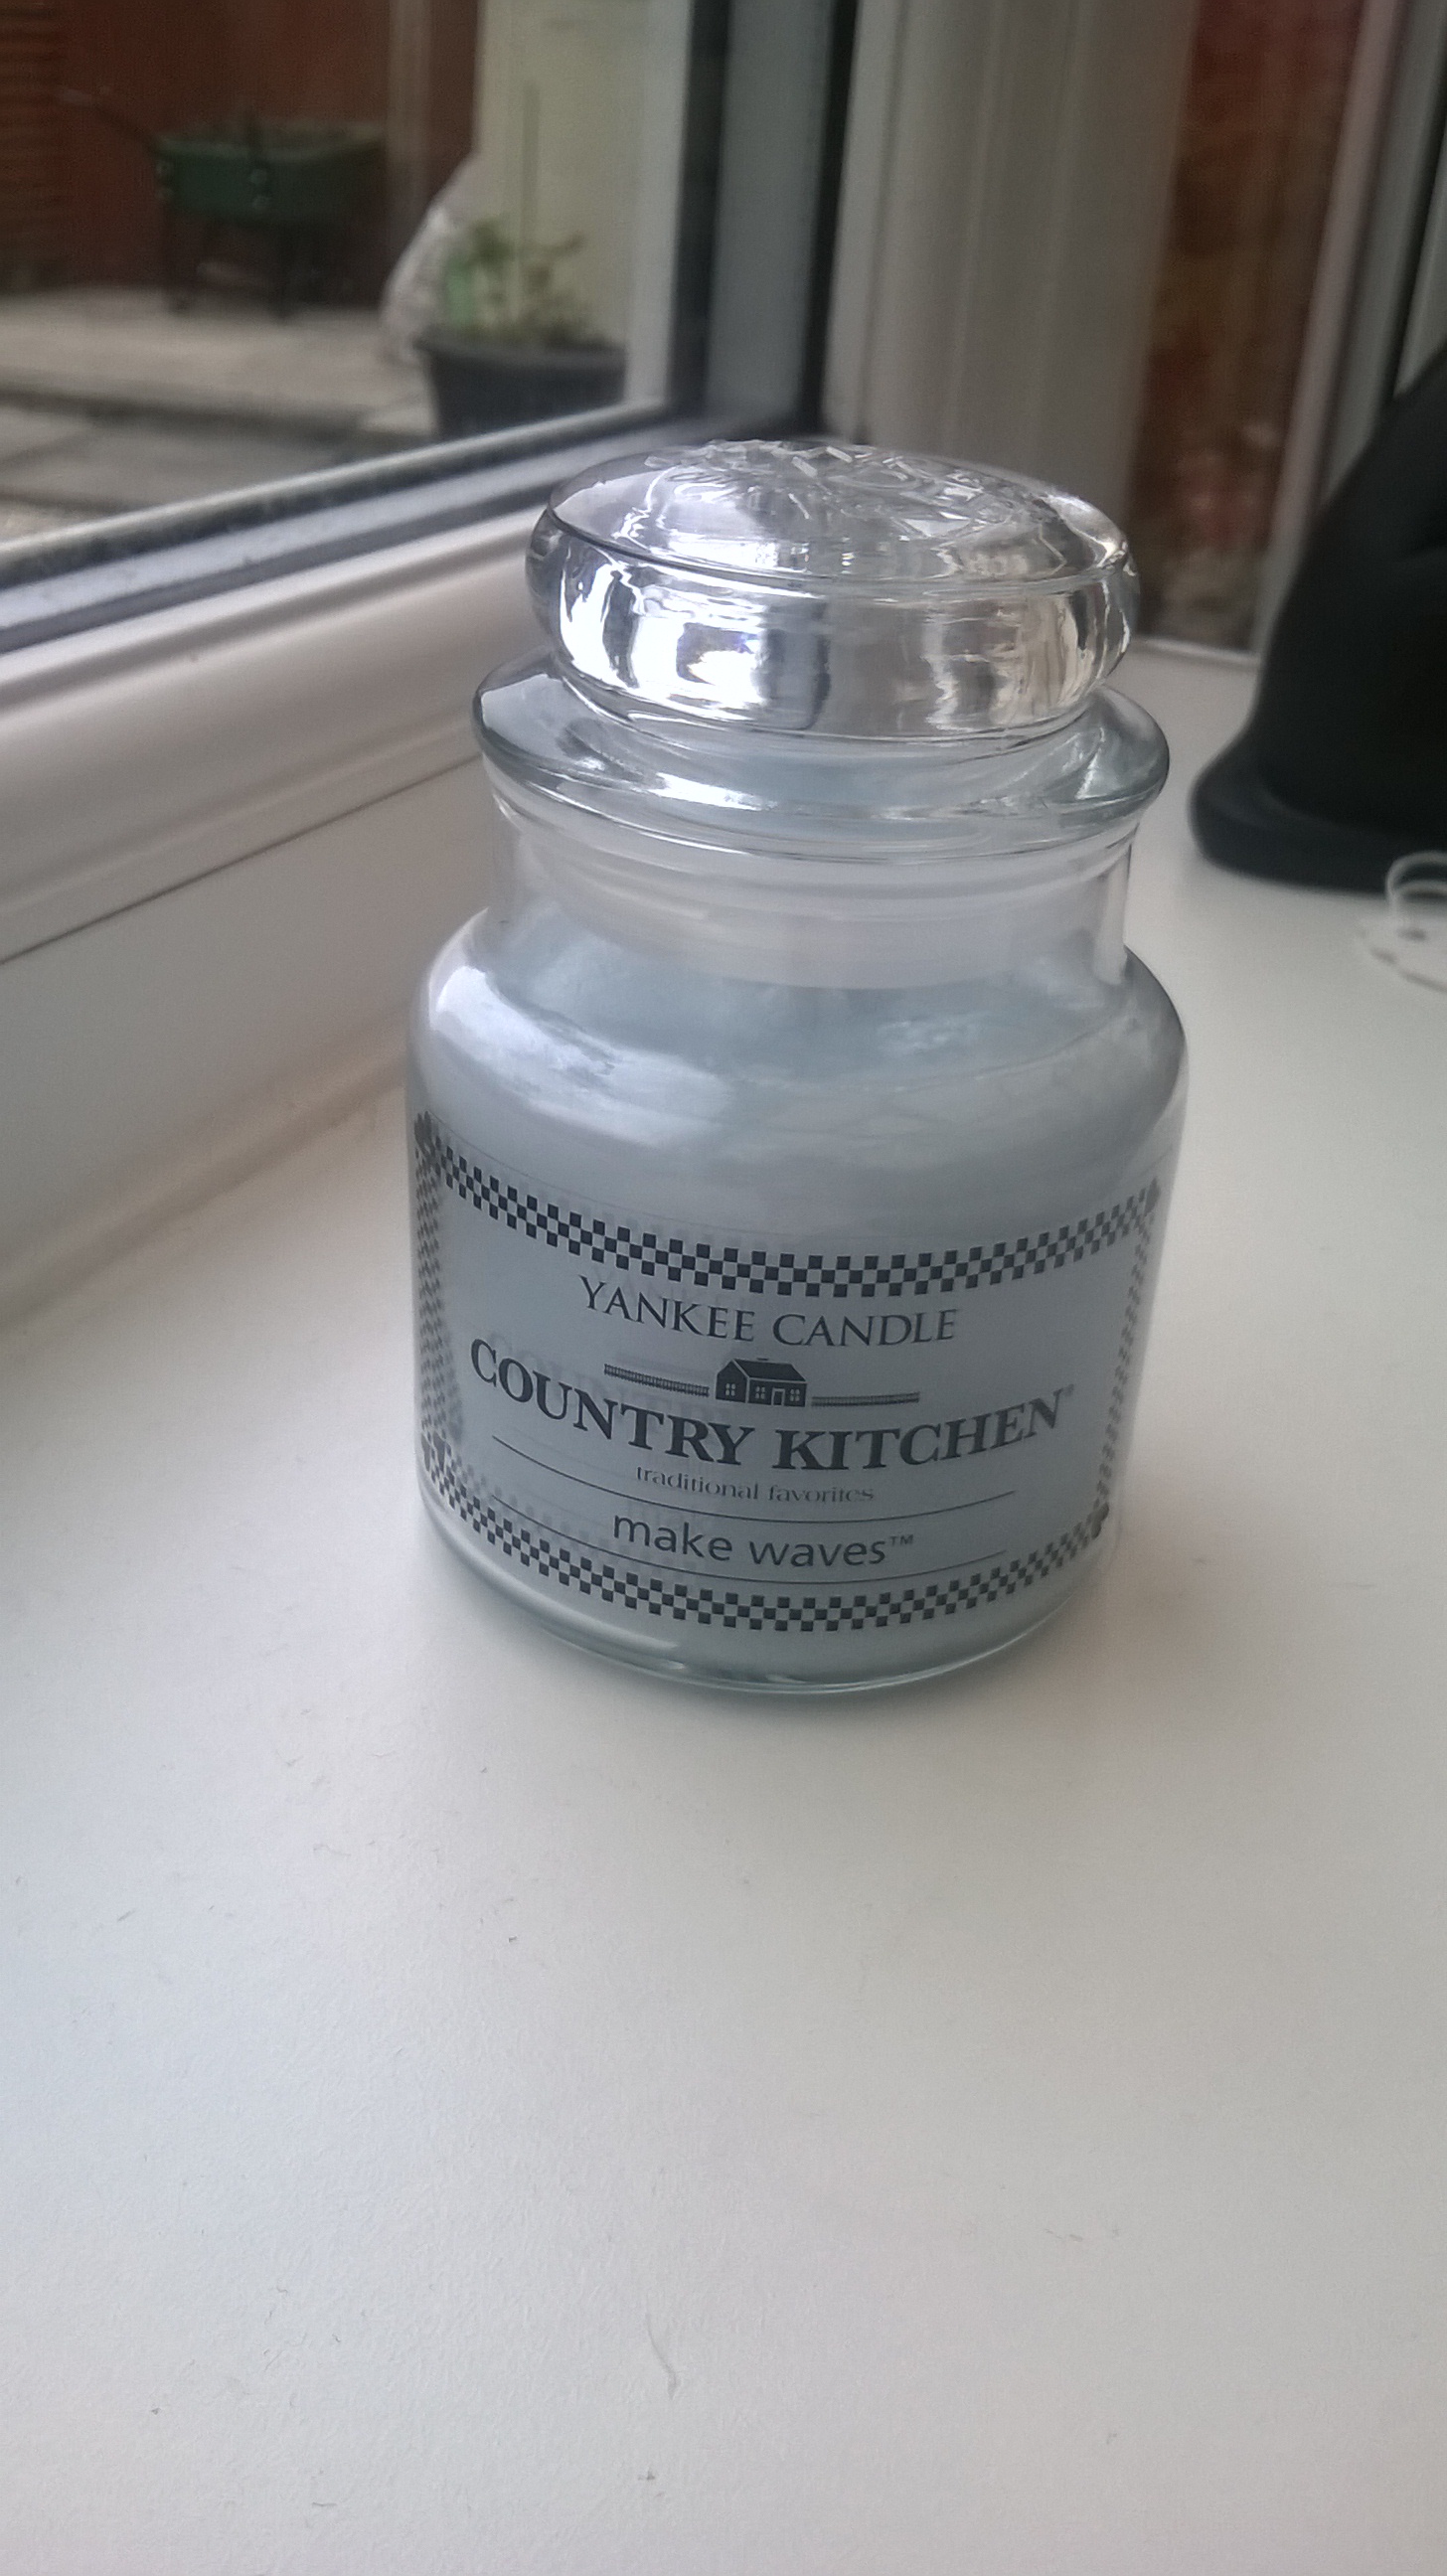 YANKEE CANDLE
COUNTRY KITCHEN®
traditional favorites
make waves™